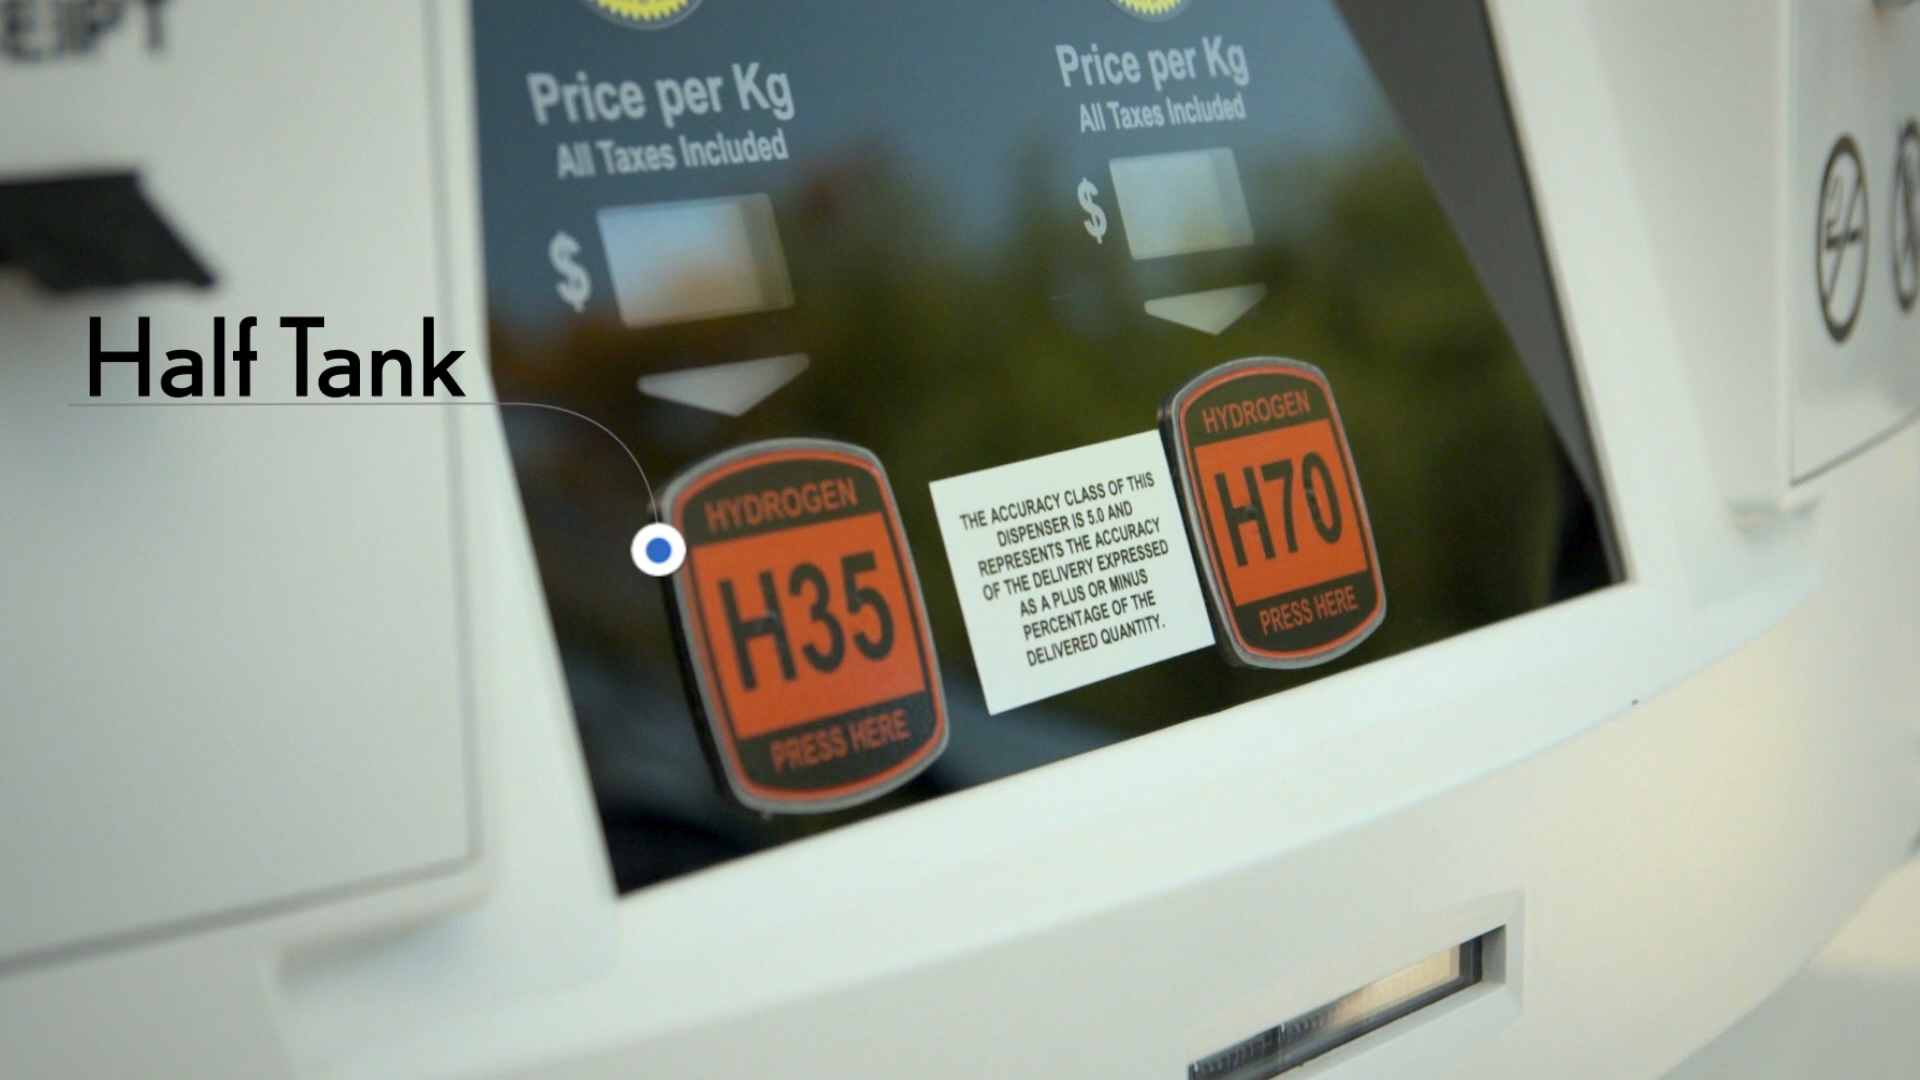 Price per Kg
All Taxes Included
$
Price per Kg
All Taxes Included
$
Half Tank
HYDROGEN
H35
PRESS HERE
THE ACCURACY CLASS OF THIS
DISPENSER IS 5.0 AND
REPRESENTS THE ACCURACY
OF THE DELIVERY EXPRESSED
AS A PLUS OR MINUS
PERCENTAGE OF THE
DELIVERED QUANTITY.
HYDROGEN
H70
PRESS HERE